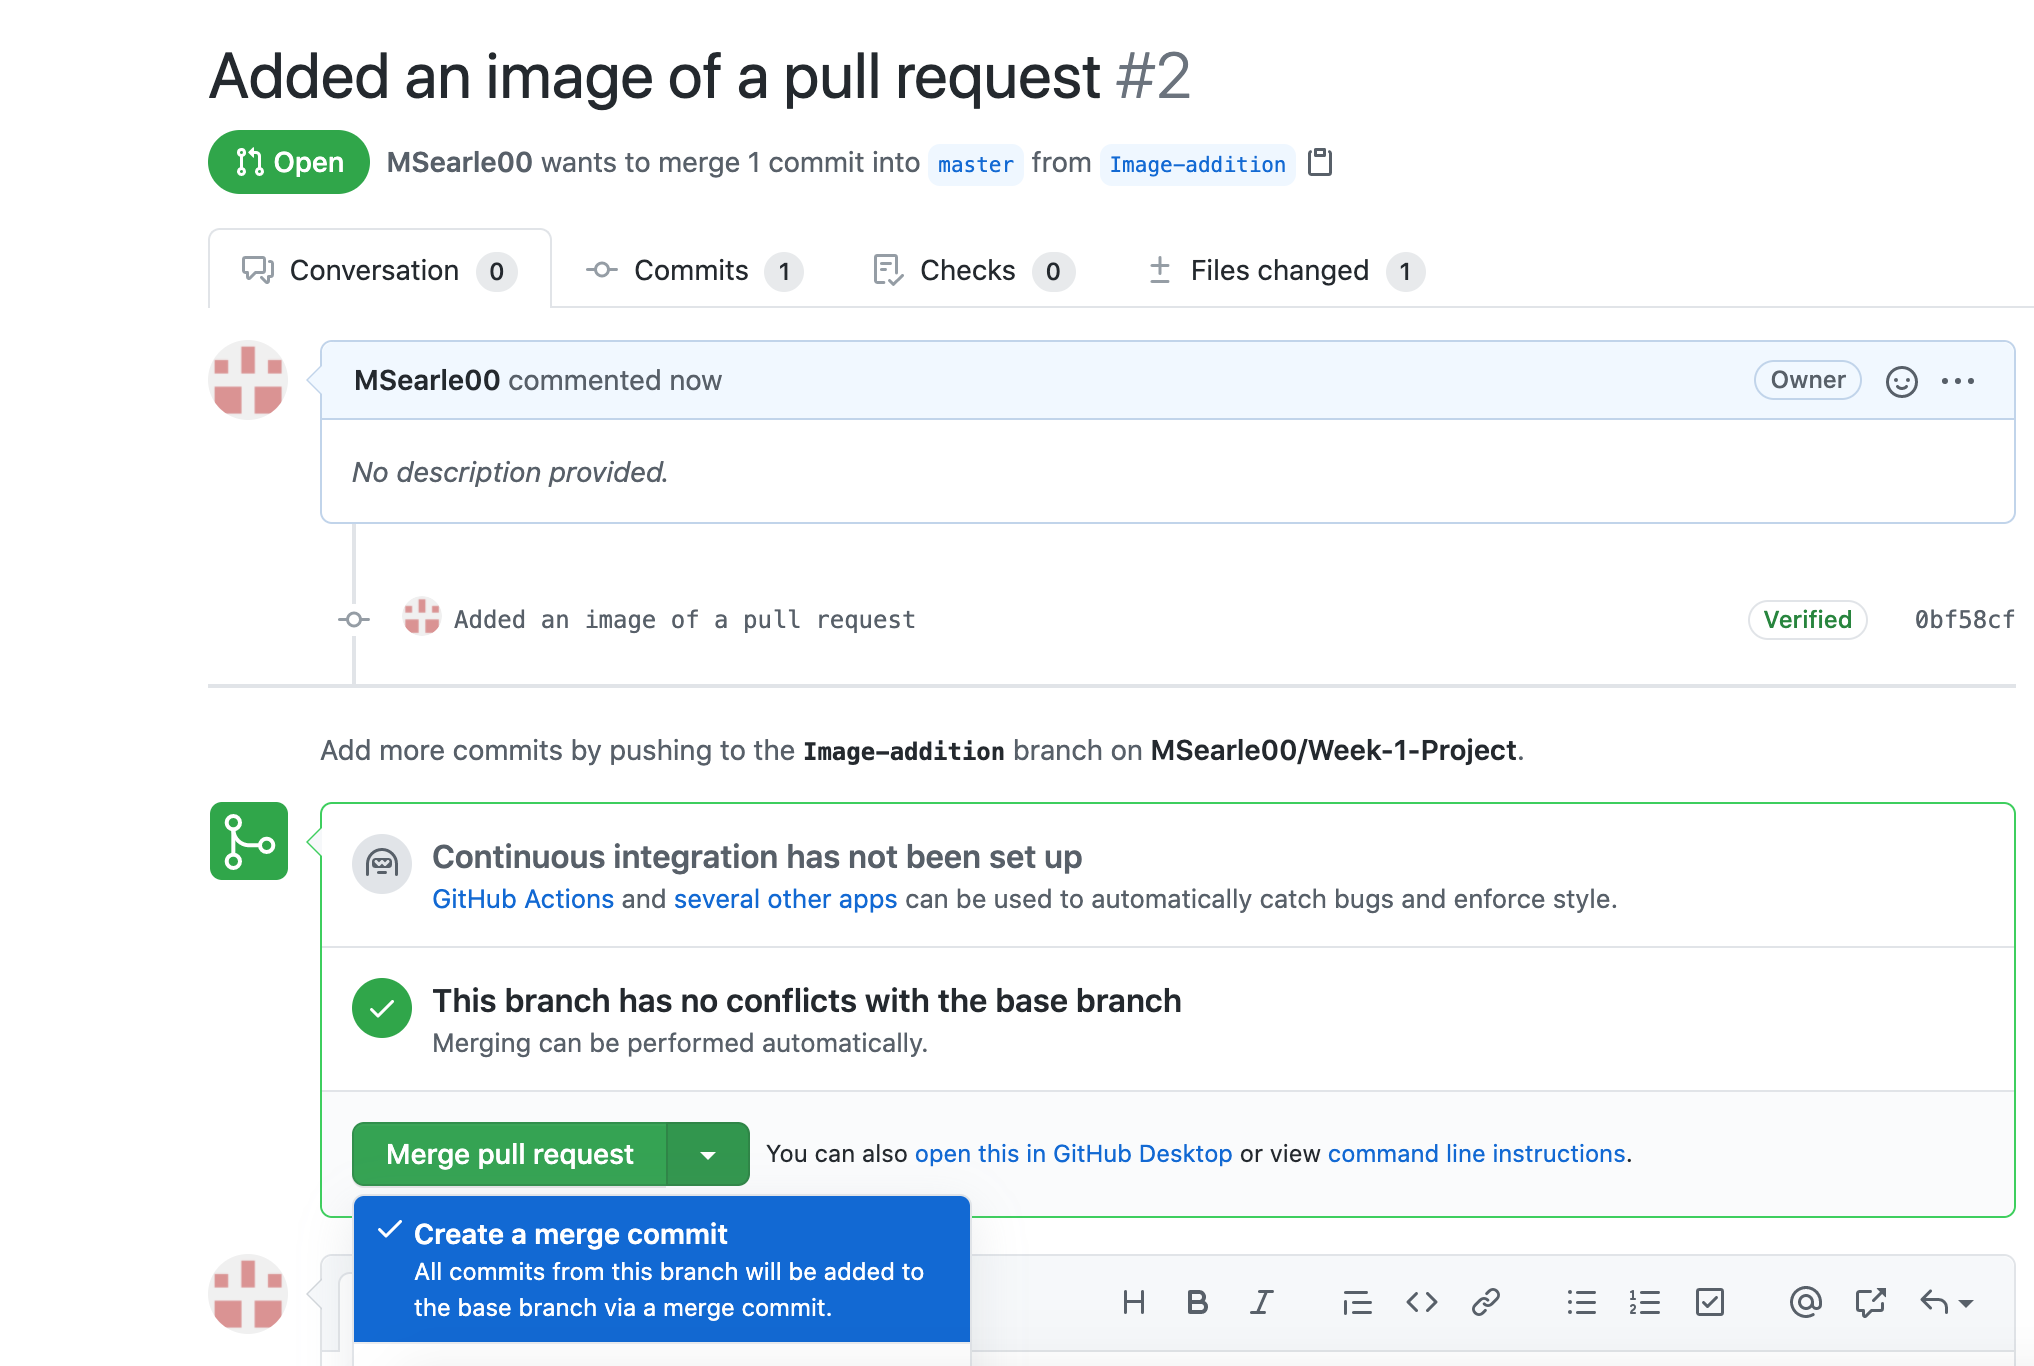 Added an image of a pull request #2
Open MSearle00 wants to merge 1 commit into master from Image-addition
Conversation 0 Commits 1 Checks 0 Files changed 1
MSearle00 commented now Owner
No description provided.
Added an image of a pull request Verified 0bf58cf
Add more commits by pushing to the Image-addition branch on MSearle00/Week-1-Project.
Continuous integration has not been set up
GitHub Actions and several other apps can be used to automatically catch bugs and enforce style.
This branch has no conflicts with the base branch
Merging can be performed automatically.
Merge pull request You can also open this in GitHub Desktop or view command line instructions.
Create a merge commit
All commits from this branch will be added to
the base branch via a merge commit.